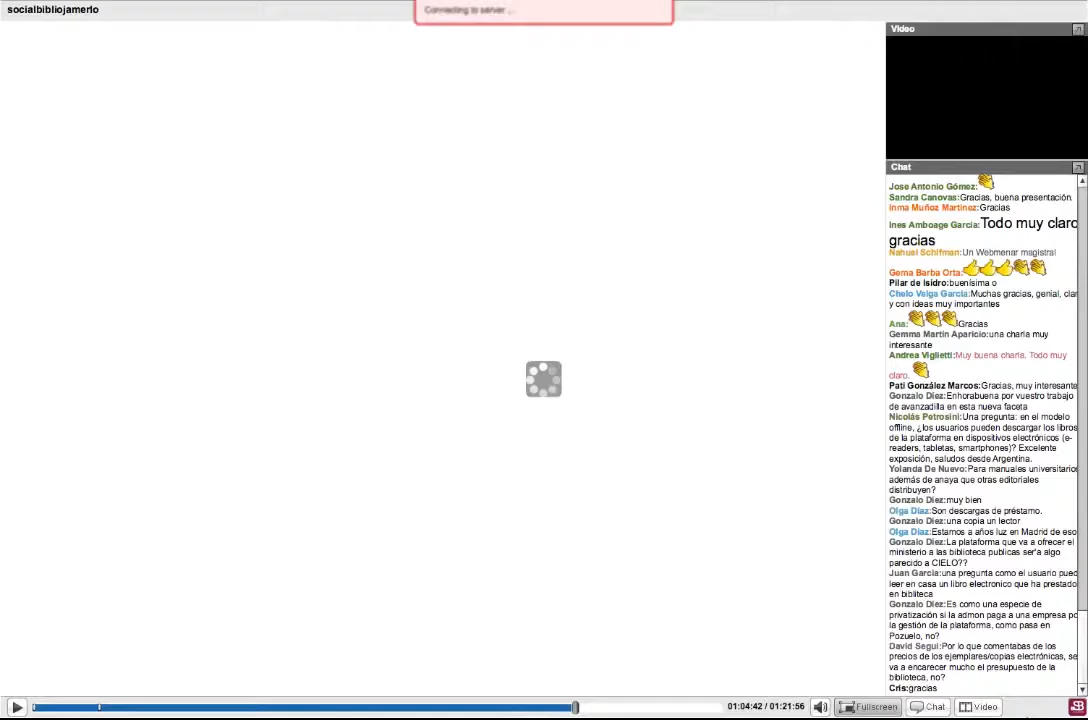 socialbibliojamerlo
Connecting to server ...
Video
Chat
Jose Antonio Gómez:
Sandra Canovas:Gracias, buena presentación.
Inma Muñoz Martinez:Gracias
Ines Amboage Garcia:Todo muy claro
gracias
Nahuel Schifman:Un Webmenar magistral
Gema Barba Orta:
Pilar de Isidro:buenísima o
Chelo Veiga Garcia:Muchas gracias, genial, clar
y con ideas muy importantes
Ana:Gracias
Gemma Martin Aparicio:una charla muy
interesante
Andrea Viglietti:Muy buena charla. Todo muy
claro.
Pati González Marcos:Gracias, muy interesante
Gonzalo Diez:Enhorabuena por vuestro trabajo
de avanzadilla en esta nueva faceta
Nicolás Petrosini:Una pregunta: en el modelo
offline, ¿los usuarios pueden descargar los libros
de la plataforma en dispositivos electrónicos (e-
readers, tabletas, smartphones)? Excelente
exposición, saludos desde Argentina.
Yolanda De Nuevo:Para manuales universitarios
además de anaya que otras editoriales
distribuyen?
Gonzalo Diez:muy bien
Olga Díaz:Son descargas de préstamo.
Gonzalo Diez:una copia un lector
Olga Díaz:Estamos a años luz en Madrid de eso
Gonzalo Diez:La plataforma que va a ofrecer el
ministerio a las biblioteca publicas ser'a algo
parecido a CIELO??
Juan Garcia:una pregunta como el usuario pued
leer en casa un libro electronico que ha prestado
en bibliteca
Gonzalo Diez:Es como una especie de
privatización si la admon paga a una empresa po
la gestión de la plataforma, como pasa en
Pozuelo, no?
David Seguí:Por lo que comentabas de los
precios de los ejemplares/copias electrónicas, se
va a encarecer mucho el presupuesto de la
biblioteca, no?
Cris:gracias
01:04:42 / 01:21:56
Fullscreen
Chat
Video